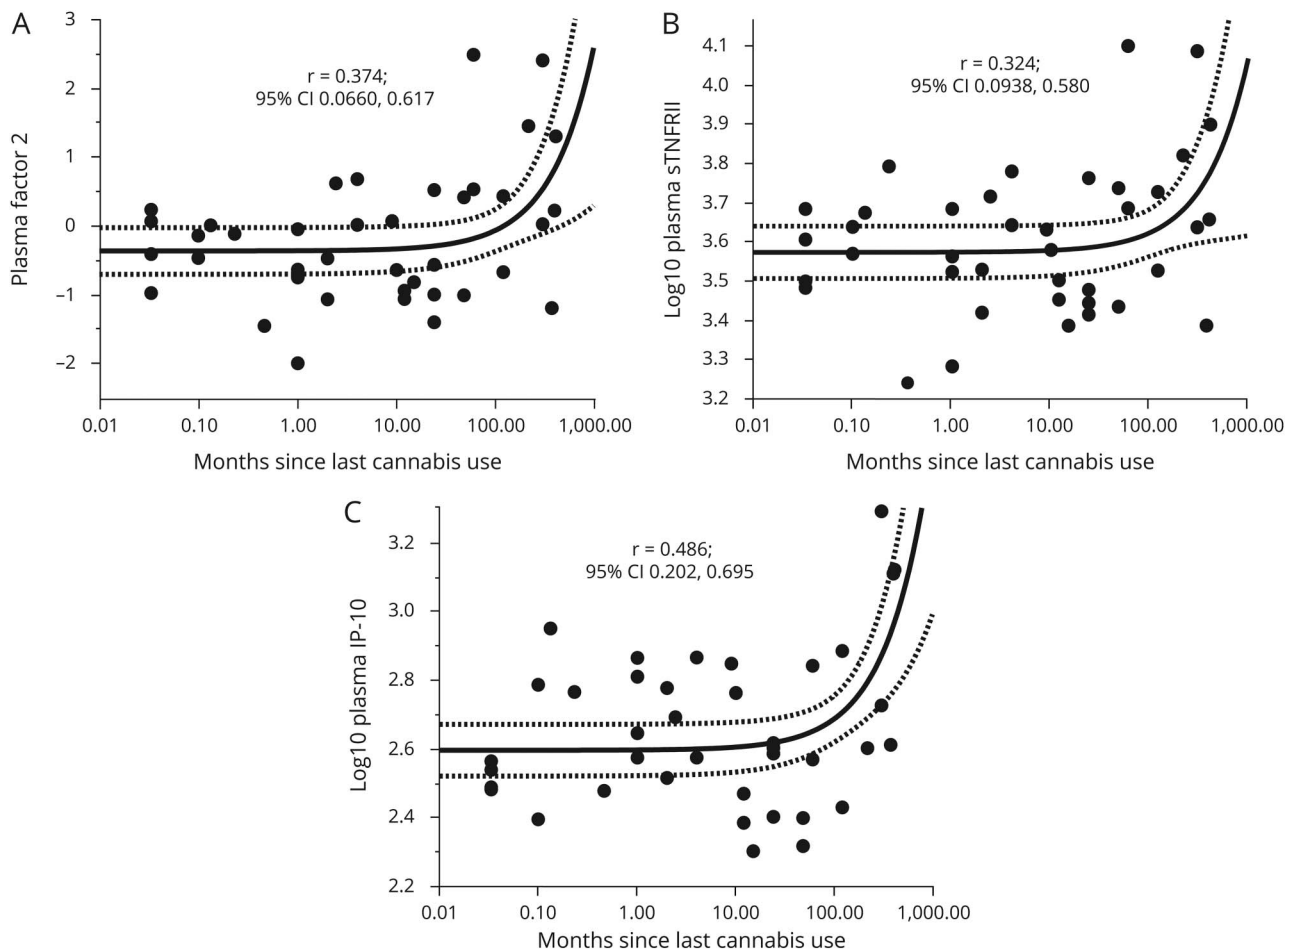 A
3
2
1
0
–1
–2
Plasma factor 2
r = 0.374;
95% CI 0.0660, 0.617
0.01 0.10 1.00 10.00 100.00 1,000.00
Months since last cannabis use
B
4.1
4.0
3.9
3.8
3.7
3.6
3.5
3.4
3.3
3.2
Log10 plasma sTNFRII
r = 0.324;
95% CI 0.0938, 0.580
0.01 0.10 1.00 10.00 100.00 1,000.00
Months since last cannabis use
C
3.2
3.0
2.8
2.6
2.4
2.2
Log10 plasma IP-10
r = 0.486;
95% CI 0.202, 0.695
0.01 0.10 1.00 10.00 100.00 1,000.00
Months since last cannabis use